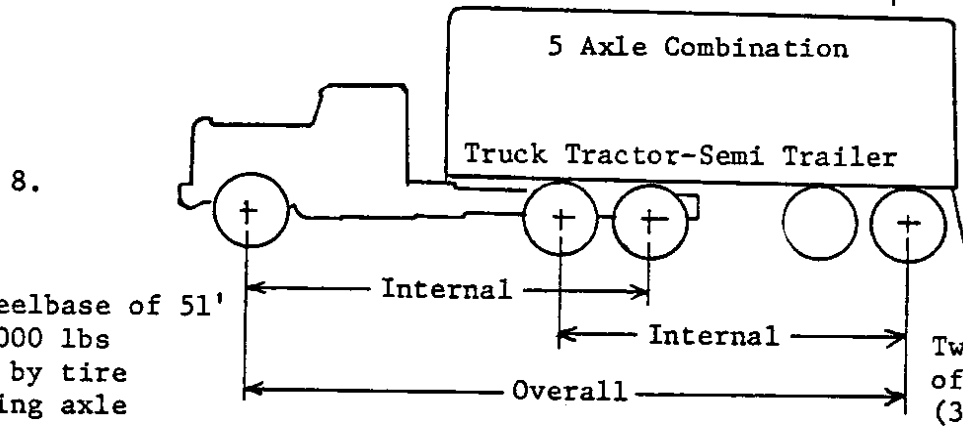 5 Axle Combination
Truck Tractor-Semi Trailer
8.
Internal
Internal
Overall
eelbase of 51'
000 lbs
by tire
ing axle
Tw
of
(3